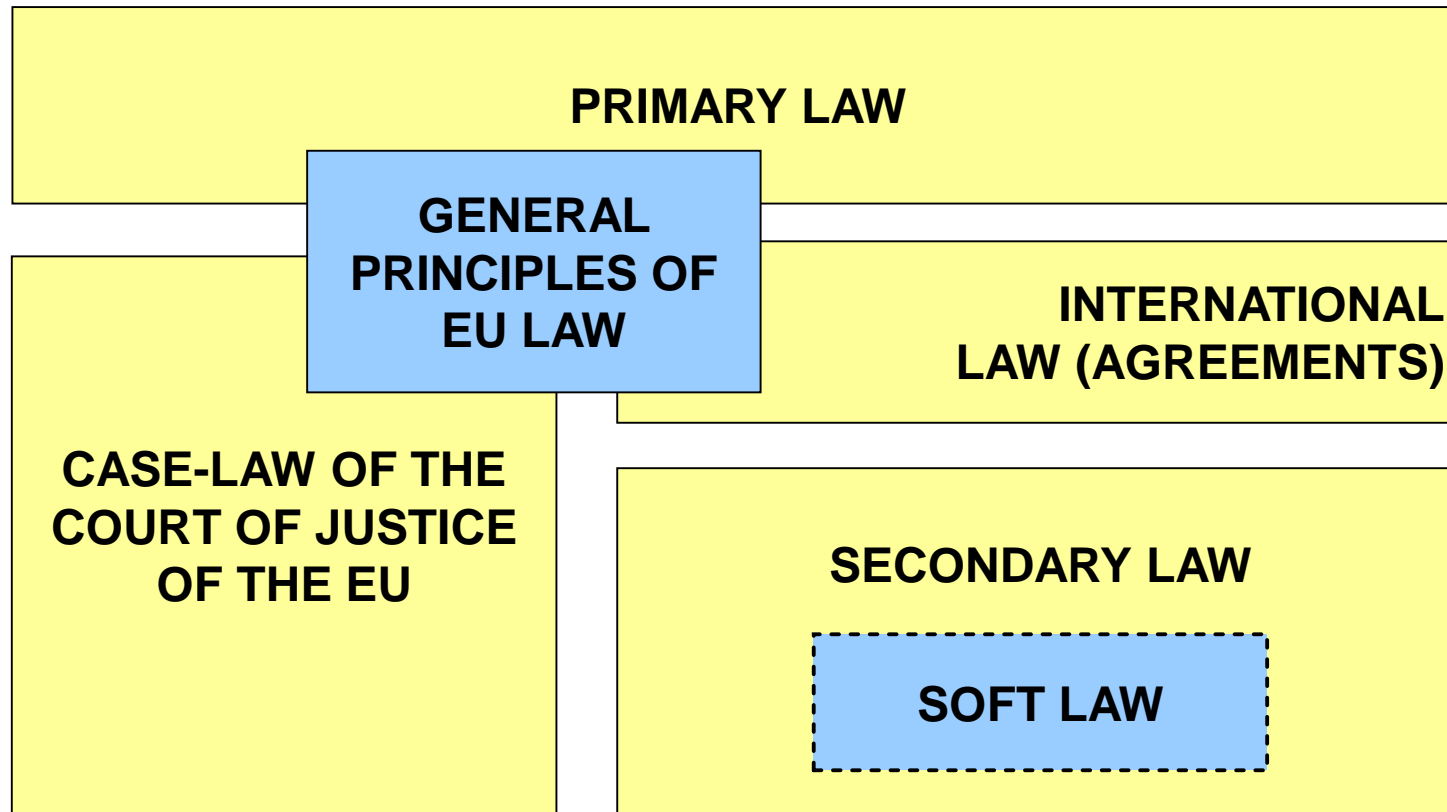 PRIMARY LAW
GENERAL
PRINCIPLES OF
EU LAW
INTERNATIONAL
LAW (AGREEMENTS)
CASE-LAW OF THE
COURT OF JUSTICE
OF THE EU
SECONDARY LAW
SOFT LAW